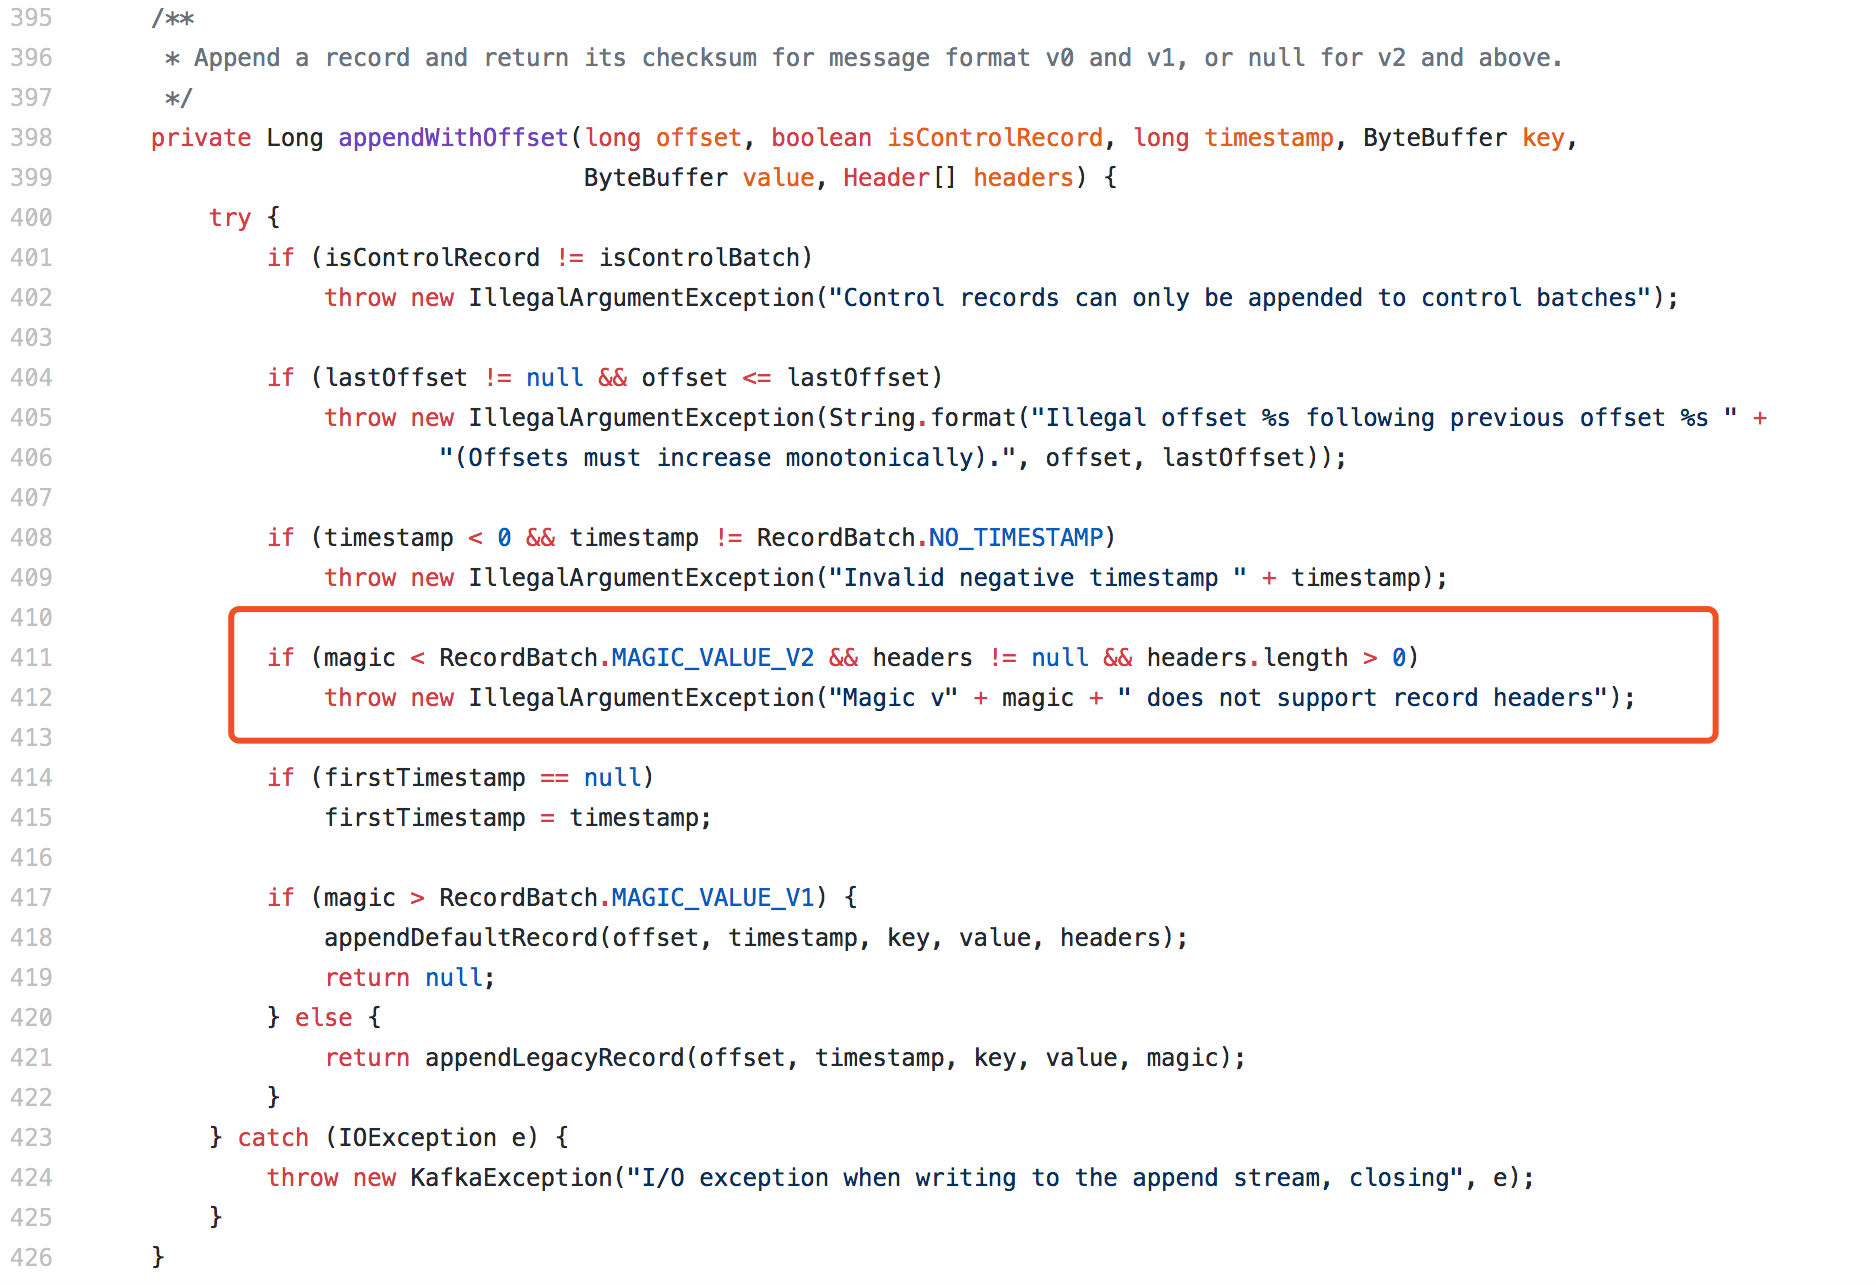 395 /**
396 * Append a record and return its checksum for message format v0 and v1, or null for v2 and above.
397 */
398 private Long appendWithOffset(long offset, boolean isControlRecord, long timestamp, ByteBuffer key,
399 ByteBuffer value, Header[] headers) {
400 try {
401 if (isControlRecord != isControlBatch)
402 throw new IllegalArgumentException("Control records can only be appended to control batches");
403
404 if (lastOffset != null && offset <= lastOffset)
405 throw new IllegalArgumentException(String.format("Illegal offset %s following previous offset %s " +
406 "(Offsets must increase monotonically).", offset, lastOffset));
407
408 if (timestamp < 0 && timestamp != RecordBatch.NO_TIMESTAMP)
409 throw new IllegalArgumentException("Invalid negative timestamp " + timestamp);
410
411 if (magic < RecordBatch.MAGIC_VALUE_V2 && headers != null && headers.length > 0)
412 throw new IllegalArgumentException("Magic v" + magic + " does not support record headers");
413
414 if (firstTimestamp == null)
415 firstTimestamp = timestamp;
416
417 if (magic > RecordBatch.MAGIC_VALUE_V1) {
418 appendDefaultRecord(offset, timestamp, key, value, headers);
419 return null;
420 } else {
421 return appendLegacyRecord(offset, timestamp, key, value, magic);
422 }
423 } catch (IOException e) {
424 throw new KafkaException("I/O exception when writing to the append stream, closing", e);
425 }
426 }